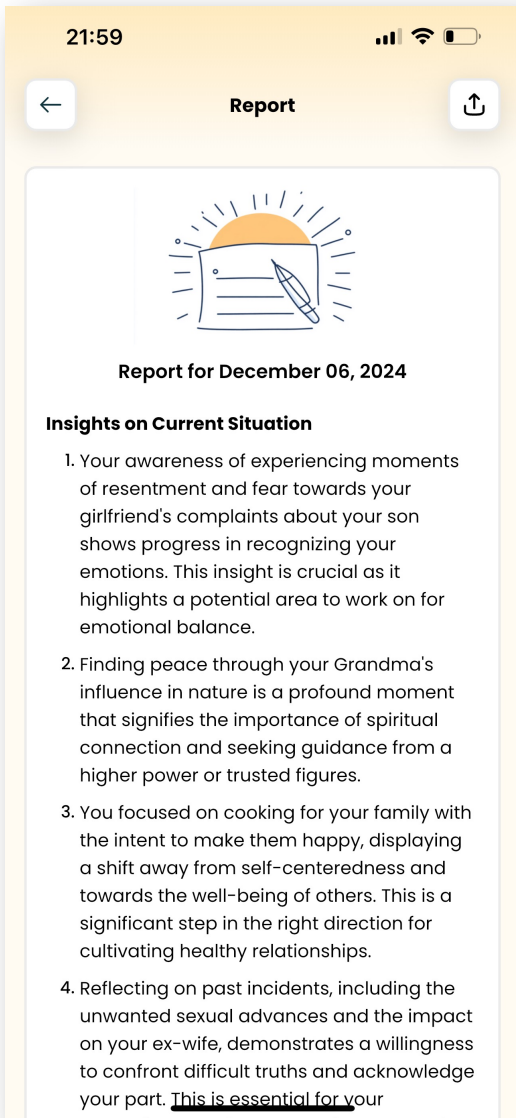 21:59
Report
Report for December 06, 2024
Insights on Current Situation
1. Your awareness of experiencing moments
of resentment and fear towards your
girlfriend's complaints about your son
shows progress in recognizing your
emotions. This insight is crucial as it
highlights a potential area to work on for
emotional balance.
2. Finding peace through your Grandma's
influence in nature is a profound moment
that signifies the importance of spiritual
connection and seeking guidance from a
higher power or trusted figures.
3. You focused on cooking for your family with
the intent to make them happy, displaying
a shift away from self-centeredness and
towards the well-being of others. This is a
significant step in the right direction for
cultivating healthy relationships.
4. Reflecting on past incidents, including the
unwanted sexual advances and the impact
on your ex-wife, demonstrates a willingness
to confront difficult truths and acknowledge
your part. This is essential for your